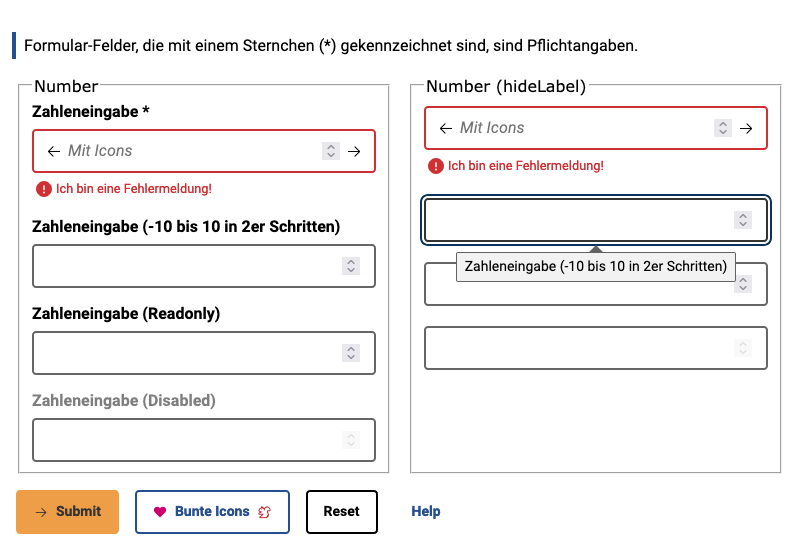 Formular-Felder, die mit einem Sternchen (*) gekennzeichnet sind, sind Pflichtangaben.
Number
Zahleneingabe *
Mit Icons
Ich bin eine Fehlermeldung!
Zahleneingabe (-10 bis 10 in 2er Schritten)
Zahleneingabe (Readonly)
Zahleneingabe (Disabled)
Number (hideLabel)
Mit Icons
Ich bin eine Fehlermeldung!
Zahleneingabe (-10 bis 10 in 2er Schritten)
Submit
Bunte Icons
Reset
Help